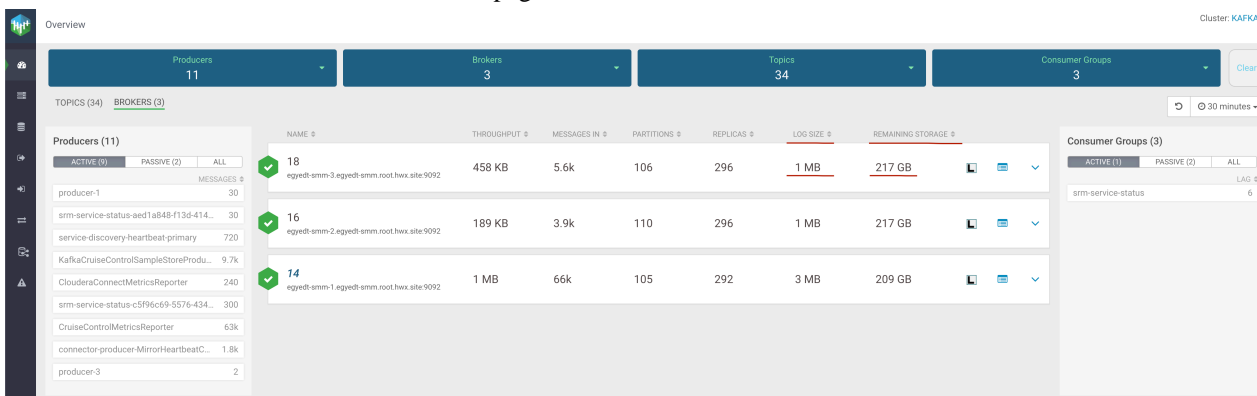 page
Overview
Cluster: KAFKA
Producers
11
Brokers
3
Topics
34
Consumer Groups
3
Clear
TOPICS (34) BROKERS (3)
30 minutes
Producers (11)
ACTIVE (9) PASSIVE (2) ALL
MESSAGES
producer-1 30
srm-service-status-aed1a848-f13d-414... 30
service-discovery-heartbeat-primary 720
KafkaCruiseControlSampleStoreProdu... 9.7k
ClouderaConnectMetricsReporter 240
srm-service-status-c5f96c69-5576-434... 300
CruiseControlMetricsReporter 63k
connector-producer-MirrorHeartbeatC... 1.8k
producer-3 2
NAME THROUGHPUT MESSAGES IN PARTITIONS REPLICAS LOG SIZE REMAINING STORAGE
18 458 KB 5.6k 106 296 1 MB 217 GB
egyedt-smm-3.egyedt-smm.root.hwx.site:9092
16 189 KB 3.9k 110 296 1 MB 217 GB
egyedt-smm-2.egyedt-smm.root.hwx.site:9092
14 1 MB 66k 105 292 3 MB 209 GB
egyedt-smm-1.egyedt-smm.root.hwx.site:9092
Consumer Groups (3)
ACTIVE (1) PASSIVE (2) ALL
LAG
srm-service-status 6